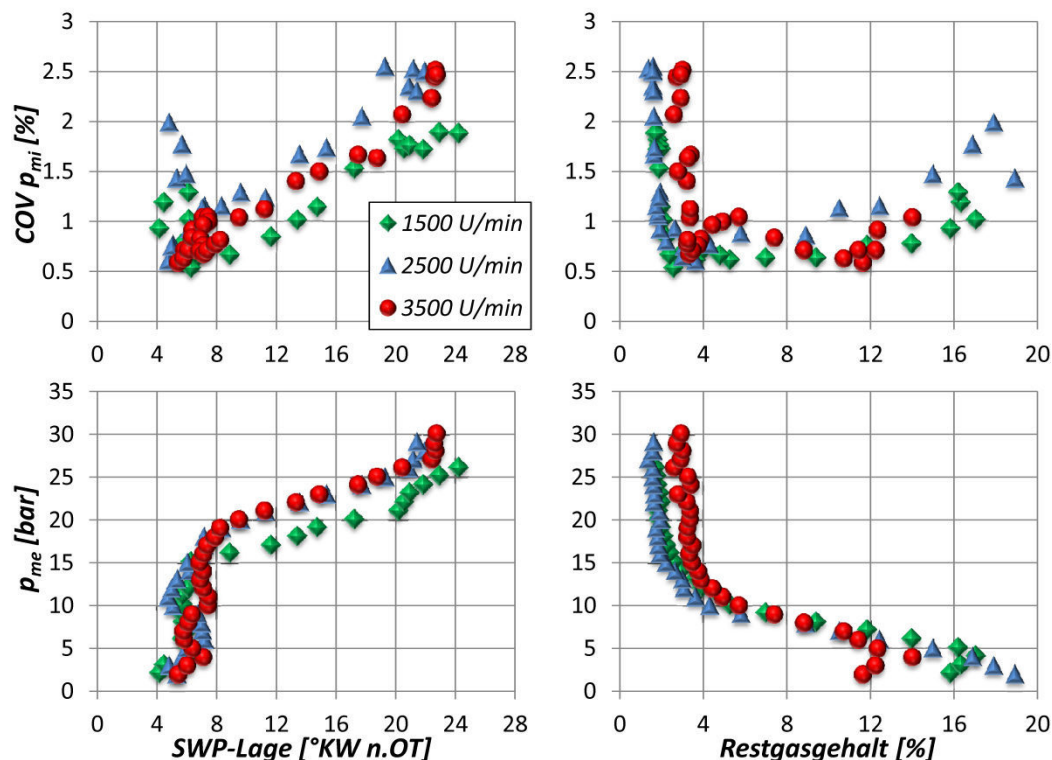 COV p_mi [%]
3
2.5
2
1.5
1
0.5
0
0 4 8 12 16 20 24 28
1500 U/min
2500 U/min
3500 U/min
3
2.5
2
1.5
1
0.5
0
0 4 8 12 16 20
p_me [bar]
35
30
25
20
15
10
5
0
0 4 8 12 16 20 24 28
SWP-Lage [°KW n.OT]
35
30
25
20
15
10
5
0
0 4 8 12 16 20
Restgasgehalt [%]